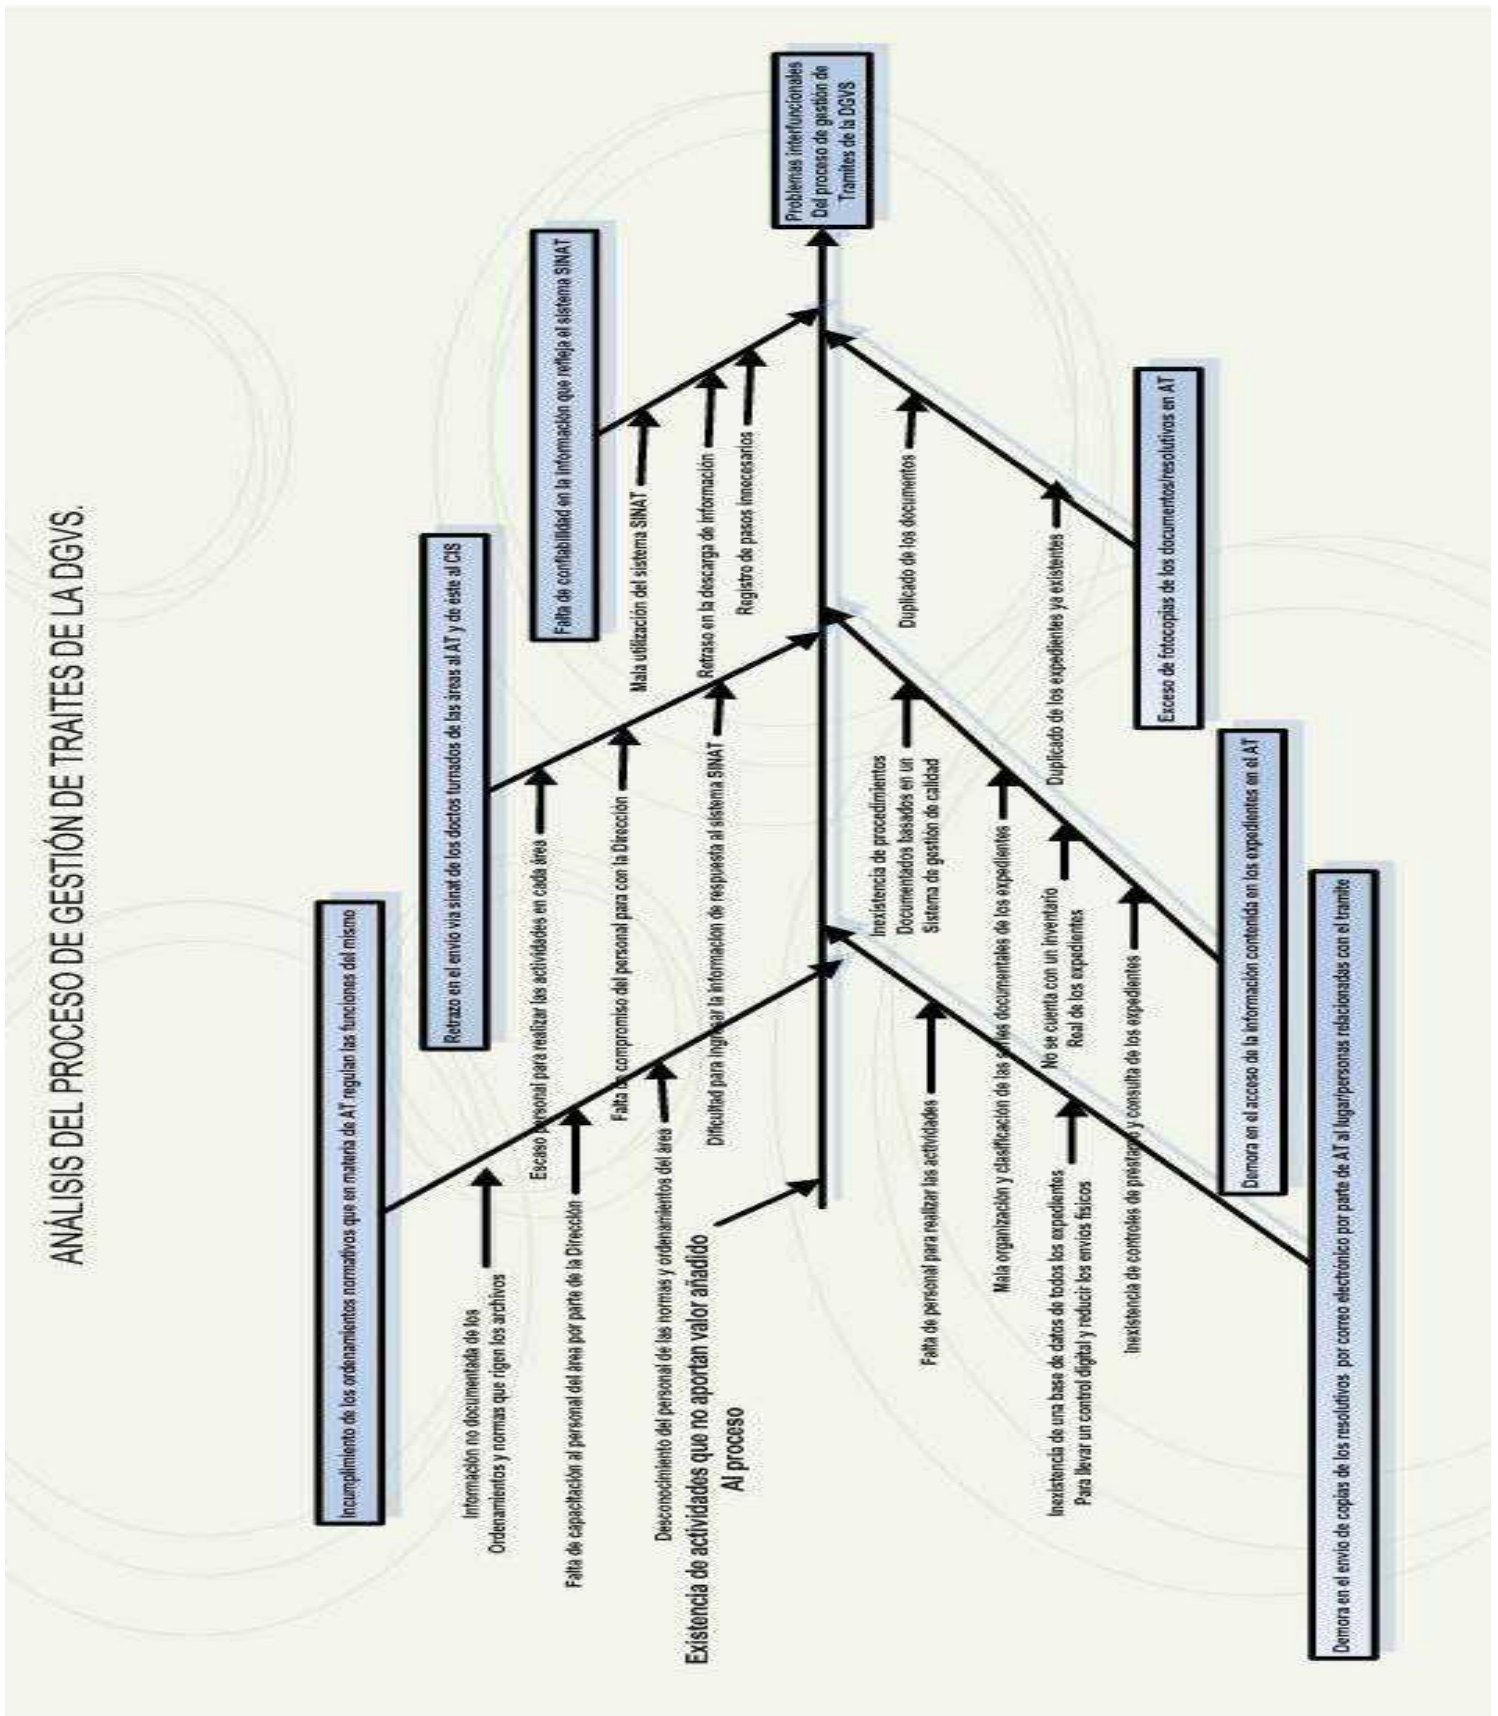 ANÁLISIS DEL PROCESO DE GESTIÓN DE TRAITES DE LA DGVS.
Incumplimiento de los ordenamientos normativos que en materia de AT regulan las funciones del mismo
Información no documentada de los
Ordenamientos y normas que rigen los archivos
Falta de capacitación al personal del área por parte de la Dirección
Desconocimiento del personal de las normas y ordenamientos del área
Existencia de actividades que no aportan valor añadido
Al proceso
Retrazo en el envío via sinat de los doctos turnados de las áreas al AT y de éste al CIS
Escaso personal para realizar las actividades en cada área
Falta de compromiso del personal para con la Dirección
Dificultad para ingresar la informacion de respuesta al sistema SINAT
Falta de confiabilidad en la información que refleja el sistema SINAT
Mala utilización del sistema SINAT
Retraso en la descarga de información
Registro de pasos innecesarios
Problemas interfuncionales
Del proceso de gestión de
Tramites de la DGVS
Falta de personal para realizar las actividades
Inexistencia de una base de datos de todos los expedientes
Para llevar un control digital y reducir los envíos físicos
Demora en el envío de copias de los resolutivos por correo electrónico por parte de AT al lugar/personas relacionadas con el tramite
Inexistencia de procedimientos
Documentados basados en un
Sistema de gestión de calidad
Mala organización y clasificación de las series documentales de los expedientes
No se cuenta con un inventario
Real de los expedientes
Inexistencia de controles de préstamo y consulta de los expedientes
Demora en el acceso de la información contenida en los expedientes en el AT
Duplicado de los documentos
Duplicado de los expedientes ya existentes
Exceso de fotocopias de los documentos/resolutivos en AT